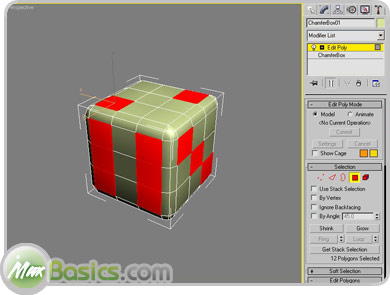 Perspective
ChamferBox01
Modifier List
Edit Poly
ChamferBox
Edit Poly Mode
Model Animate
<No Current Operation>
Commit
Settings Cancel
Show Cage
Selection
Use Stack Selection
By Vertex
Ignore Backfacing
By Angle: 45.0
Shrink Grow
Ring Loop
Get Stack Selection
12 Polygons Selected
Soft Selection
Edit Polygons
MaxBasics.com